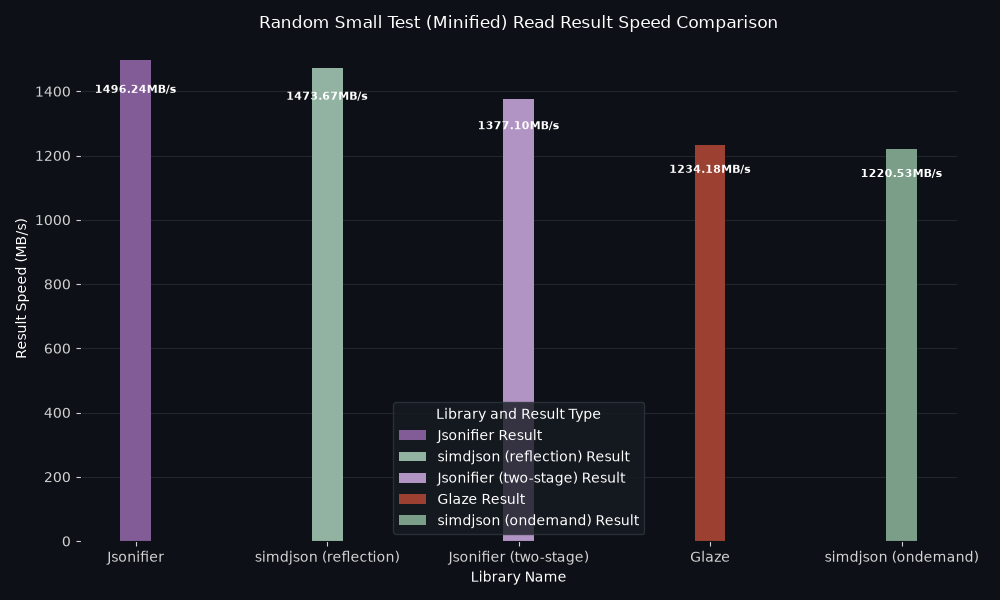 Random Small Test (Minified) Read Result Speed Comparison
1496.24MB/s
1473.67MB/s
1377.10MB/s
1234.18MB/s
1220.53MB/s
Result Speed (MB/s)
1400
1200
1000
800
600
400
200
0
Library and Result Type
Jsonifier Result
simdjson (reflection) Result
Jsonifier (two-stage) Result
Glaze Result
simdjson (ondemand) Result
Jsonifier
simdjson (reflection)
Jsonifier (two-stage)
Glaze
simdjson (ondemand)
Library Name